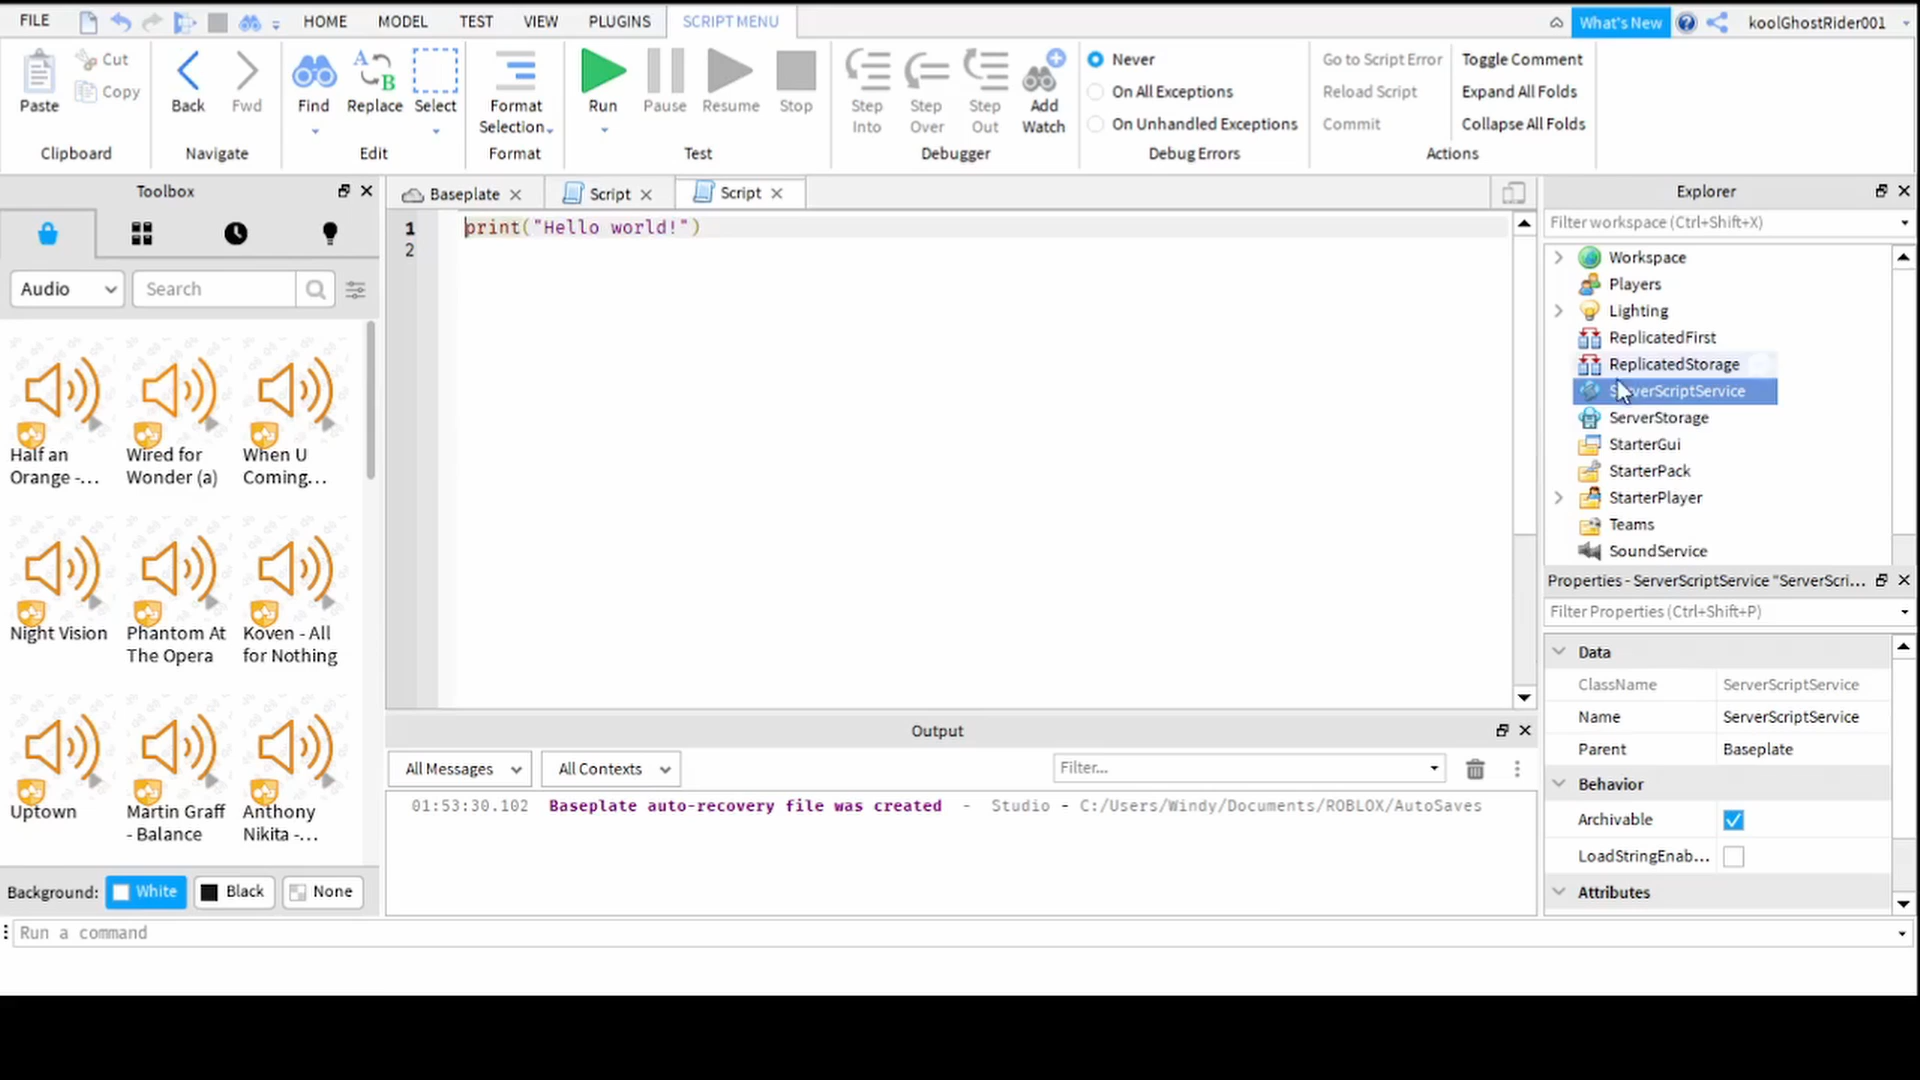 FILE
HOME
MODEL
TEST
VIEW
PLUGINS
SCRIPT MENU
What's New
koolGhostRider001
Paste
Cut
Copy
Clipboard
Back
Fwd
Navigate
Find
Replace
Select
Edit
Format
Selection
Format
Run
Pause
Resume
Stop
Test
Step
Into
Step
Over
Step
Out
Add
Watch
Debugger
Never
On All Exceptions
On Unhandled Exceptions
Debug Errors
Go to Script Error
Reload Script
Commit
Toggle Comment
Expand All Folds
Collapse All Folds
Actions
Toolbox
Audio
Search
Half an
Orange -...
Wired for
Wonder (a)
When U
Coming...
Night Vision
Phantom At
The Opera
Koven - All
for Nothing
Uptown
Martin Graff
- Balance
Anthony
Nikita -...
Background:
White
Black
None
Baseplate
Script
Script
1 print("Hello world!")
2
Output
All Messages
All Contexts
Filter...
01:53:30.102 Baseplate auto-recovery file was created - Studio - C:/Users/Windy/Documents/ROBLOX/AutoSaves
Run a command
Explorer
Filter workspace (Ctrl+Shift+X)
Workspace
Players
Lighting
ReplicatedFirst
ReplicatedStorage
ServerScriptService
ServerStorage
StarterGui
StarterPack
StarterPlayer
Teams
SoundService
Properties - ServerScriptService "ServerScri...
Filter Properties (Ctrl+Shift+P)
Data
ClassName ServerScriptService
Name ServerScriptService
Parent Baseplate
Behavior
Archivable
LoadStringEnab...
Attributes